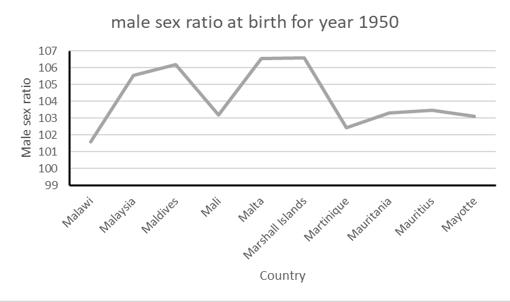 male sex ratio at birth for year 1950
Male sex ratio
107
106
105
104
103
102
101
100
99
Malawi
Malaysia
Maldives
Mali
Malta
Marshall Islands
Martinique
Mauritania
Mauritius
Mayotte
Country